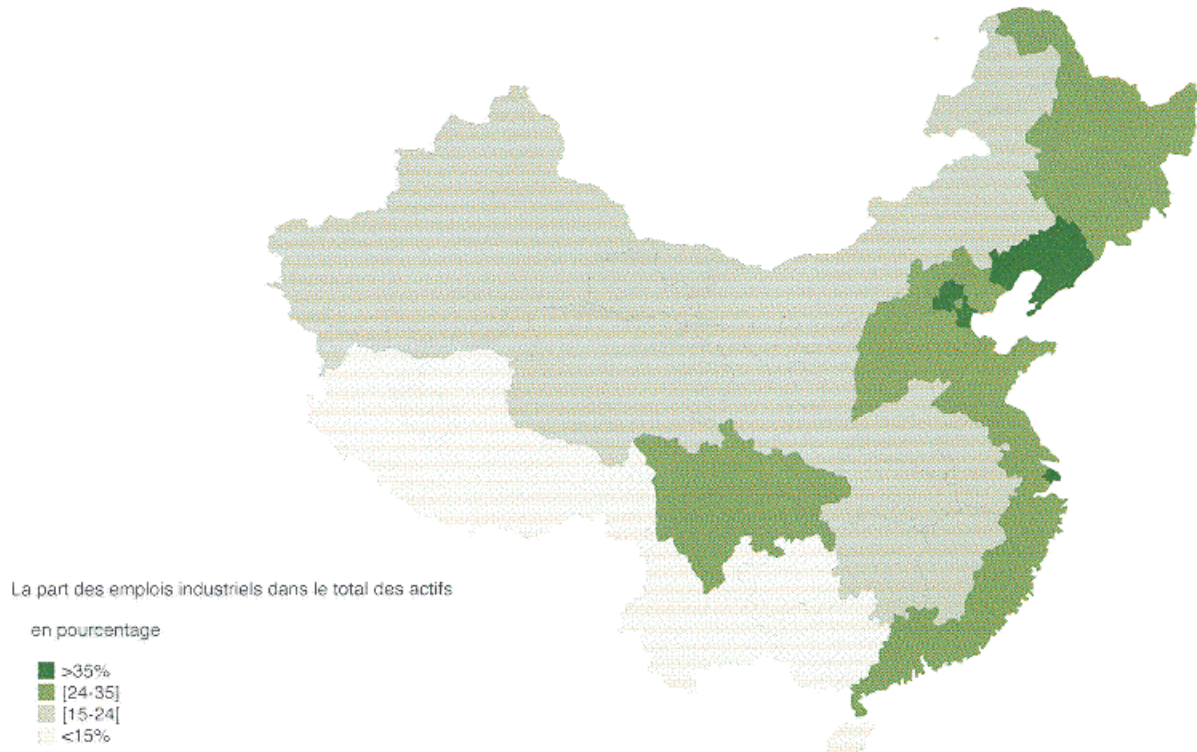 La part des emplois industriels dans le total des actifs
en pourcentage
>35%
[24-35]
[15-24[
<15%